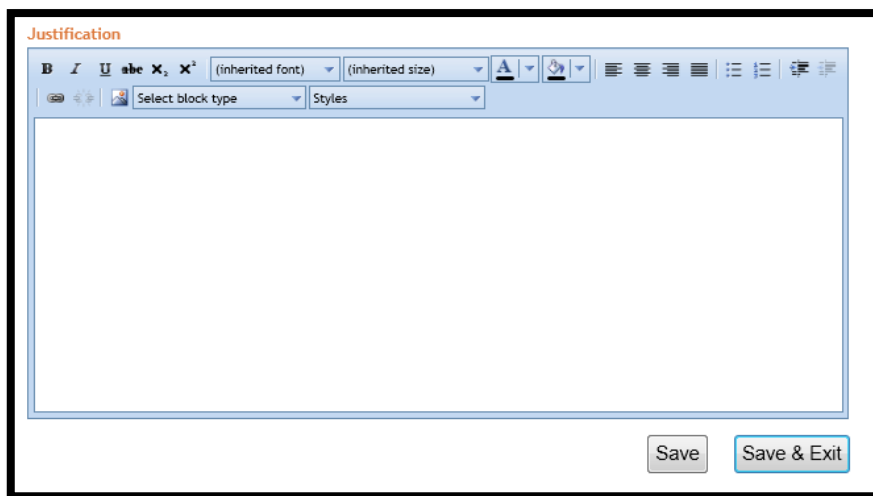 Justification
B I U abc X₂ X² (inherited font) (inherited size) A
Select block type Styles
Save Save & Exit